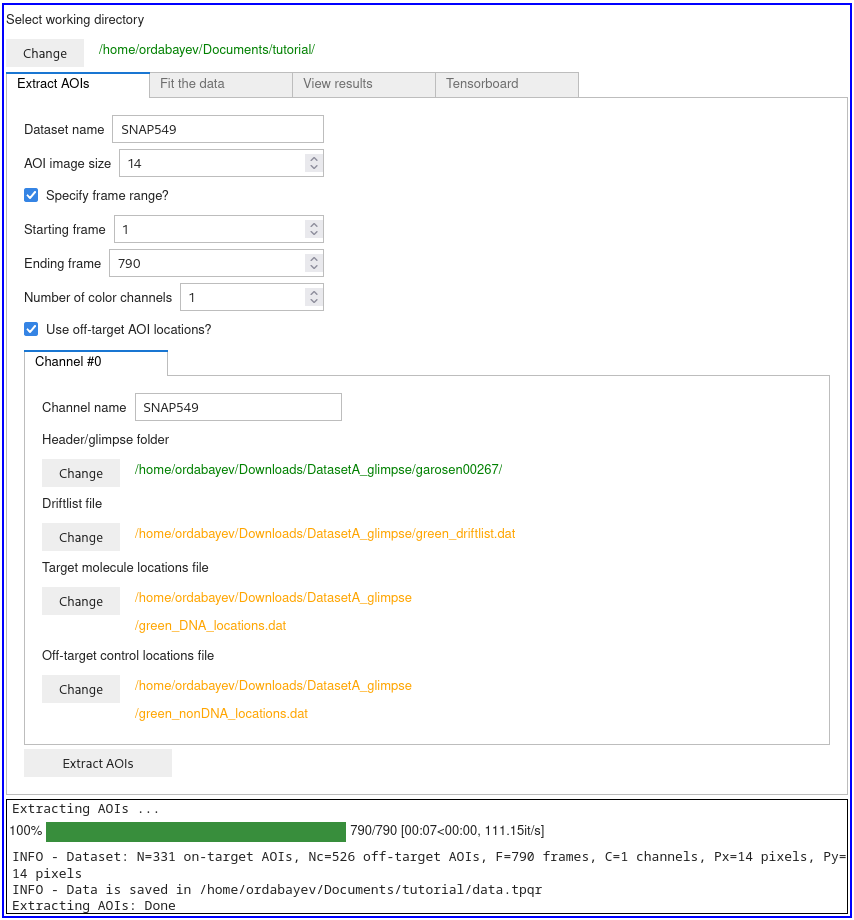 Select working directory
Change /home/ordabayev/Documents/tutorial/
Extract AOIs Fit the data View results Tensorboard
Dataset name SNAP549
AOI image size 14
Specify frame range?
Starting frame 1
Ending frame 790
Number of color channels 1
Use off-target AOI locations?
Channel #0
Channel name SNAP549
Header/glimpse folder
Change /home/ordabayev/Downloads/DatasetA_glimpse/garosen00267/
Driftlist file
Change /home/ordabayev/Downloads/DatasetA_glimpse/green_driftlist.dat
Target molecule locations file
Change /home/ordabayev/Downloads/DatasetA_glimpse
/green_DNA_locations.dat
Off-target control locations file
Change /home/ordabayev/Downloads/DatasetA_glimpse
/green_nonDNA_locations.dat
Extract AOIs
Extracting AOIs ...
100% 790/790 [00:07<00:00, 111.15it/s]
INFO - Dataset: N=331 on-target AOIs, Nc=526 off-target AOIs, F=790 frames, C=1 channels, Px=14 pixels, Py=
14 pixels
INFO - Data is saved in /home/ordabayev/Documents/tutorial/data.tpqr
Extracting AOIs: Done